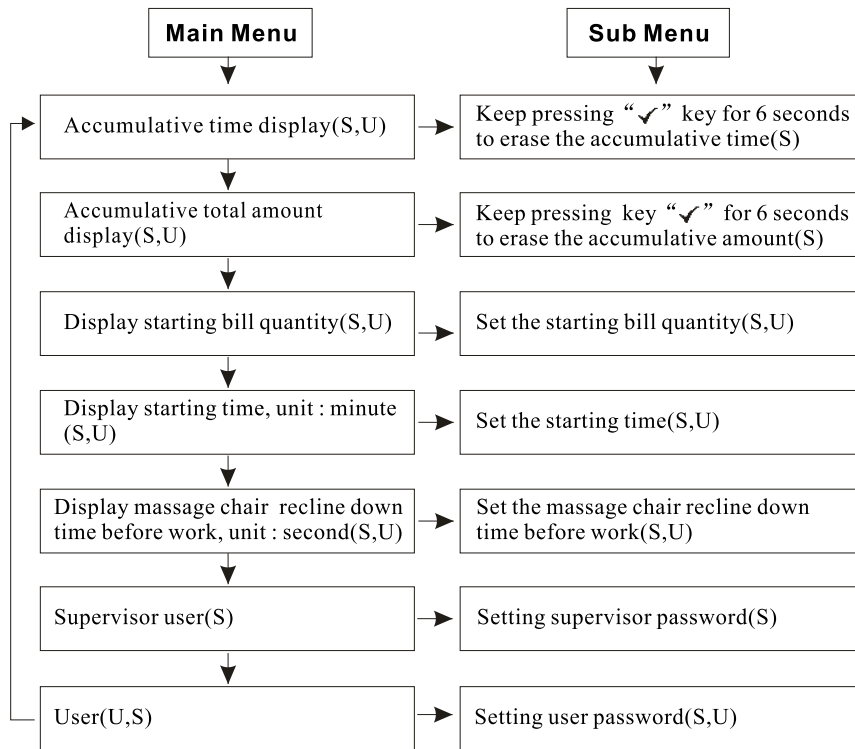 Main Menu
Sub Menu
Accumulative time display(S,U)
Keep pressing “✓” key for 6 seconds
to erase the accumulative time(S)
Accumulative total amount
display(S,U)
Keep pressing key “✓” for 6 seconds
to erase the accumulative amount(S)
Display starting bill quantity(S,U)
Set the starting bill quantity(S,U)
Display starting time, unit : minute
(S,U)
Set the starting time(S,U)
Display massage chair recline down
time before work, unit : second(S,U)
Set the massage chair recline down
time before work(S,U)
Supervisor user(S)
Setting supervisor password(S)
User(U,S)
Setting user password(S,U)